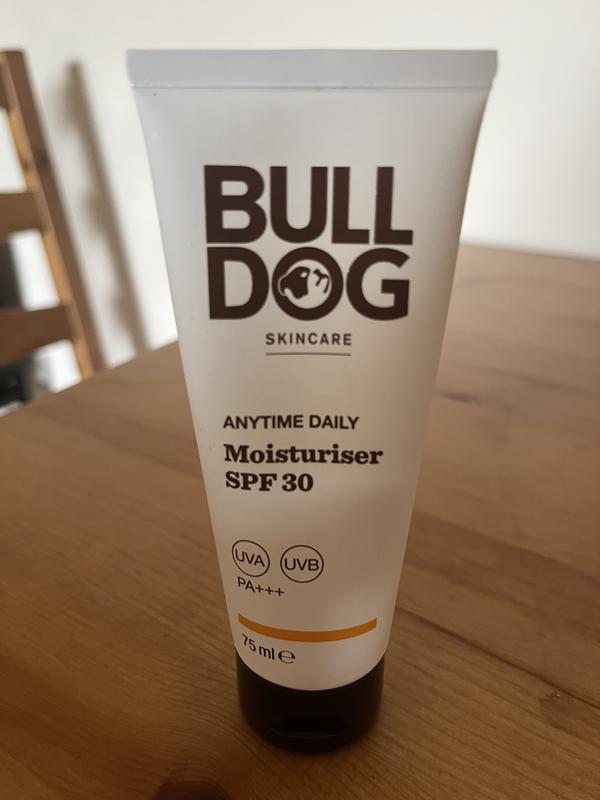 BULL
DOG
SKINCARE
ANYTIME DAILY
Moisturiser
SPF 30
UVA UVB
PA+++
75 ml ℮